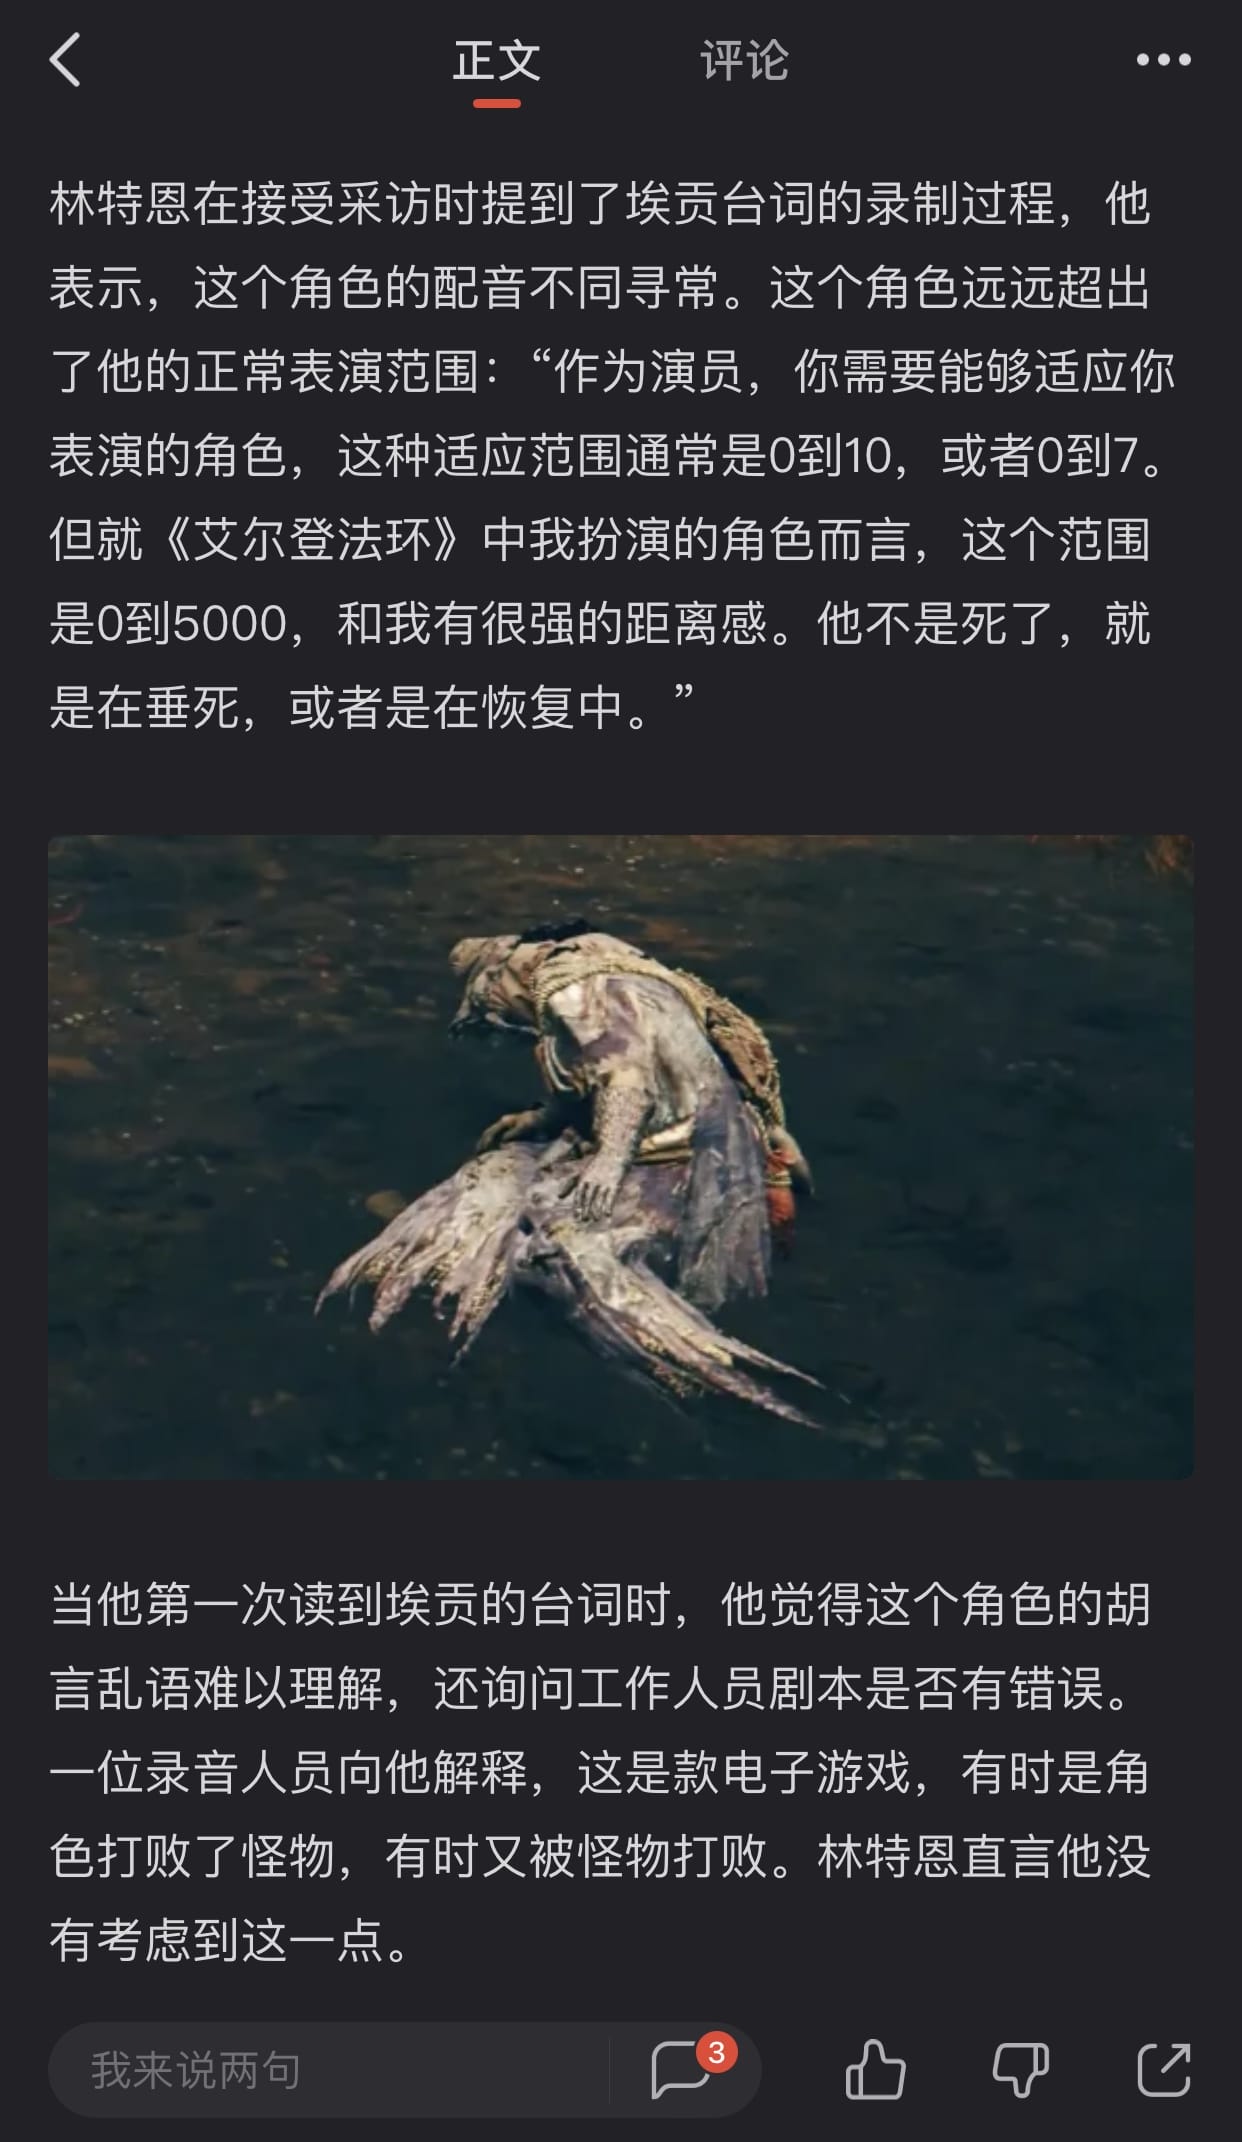 正文 评论
林特恩在接受采访时提到了埃贡台词的录制过程，他
表示，这个角色的配音不同寻常。这个角色远远超出
了他的正常表演范围：“作为演员，你需要能够适应你
表演的角色，这种适应范围通常是0到10，或者0到7。
但就《艾尔登法环》中我扮演的角色而言，这个范围
是0到5000，和我有很强的距离感。他不是死了，就
是在垂死，或者是在恢复中。”
当他第一次读到埃贡的台词时，他觉得这个角色的胡
言乱语难以理解，还询问工作人员剧本是否有错误。
一位录音人员向他解释，这是款电子游戏，有时是角
色打败了怪物，有时又被怪物打败。林特恩直言他没
有考虑到这一点。
我来说两句 3